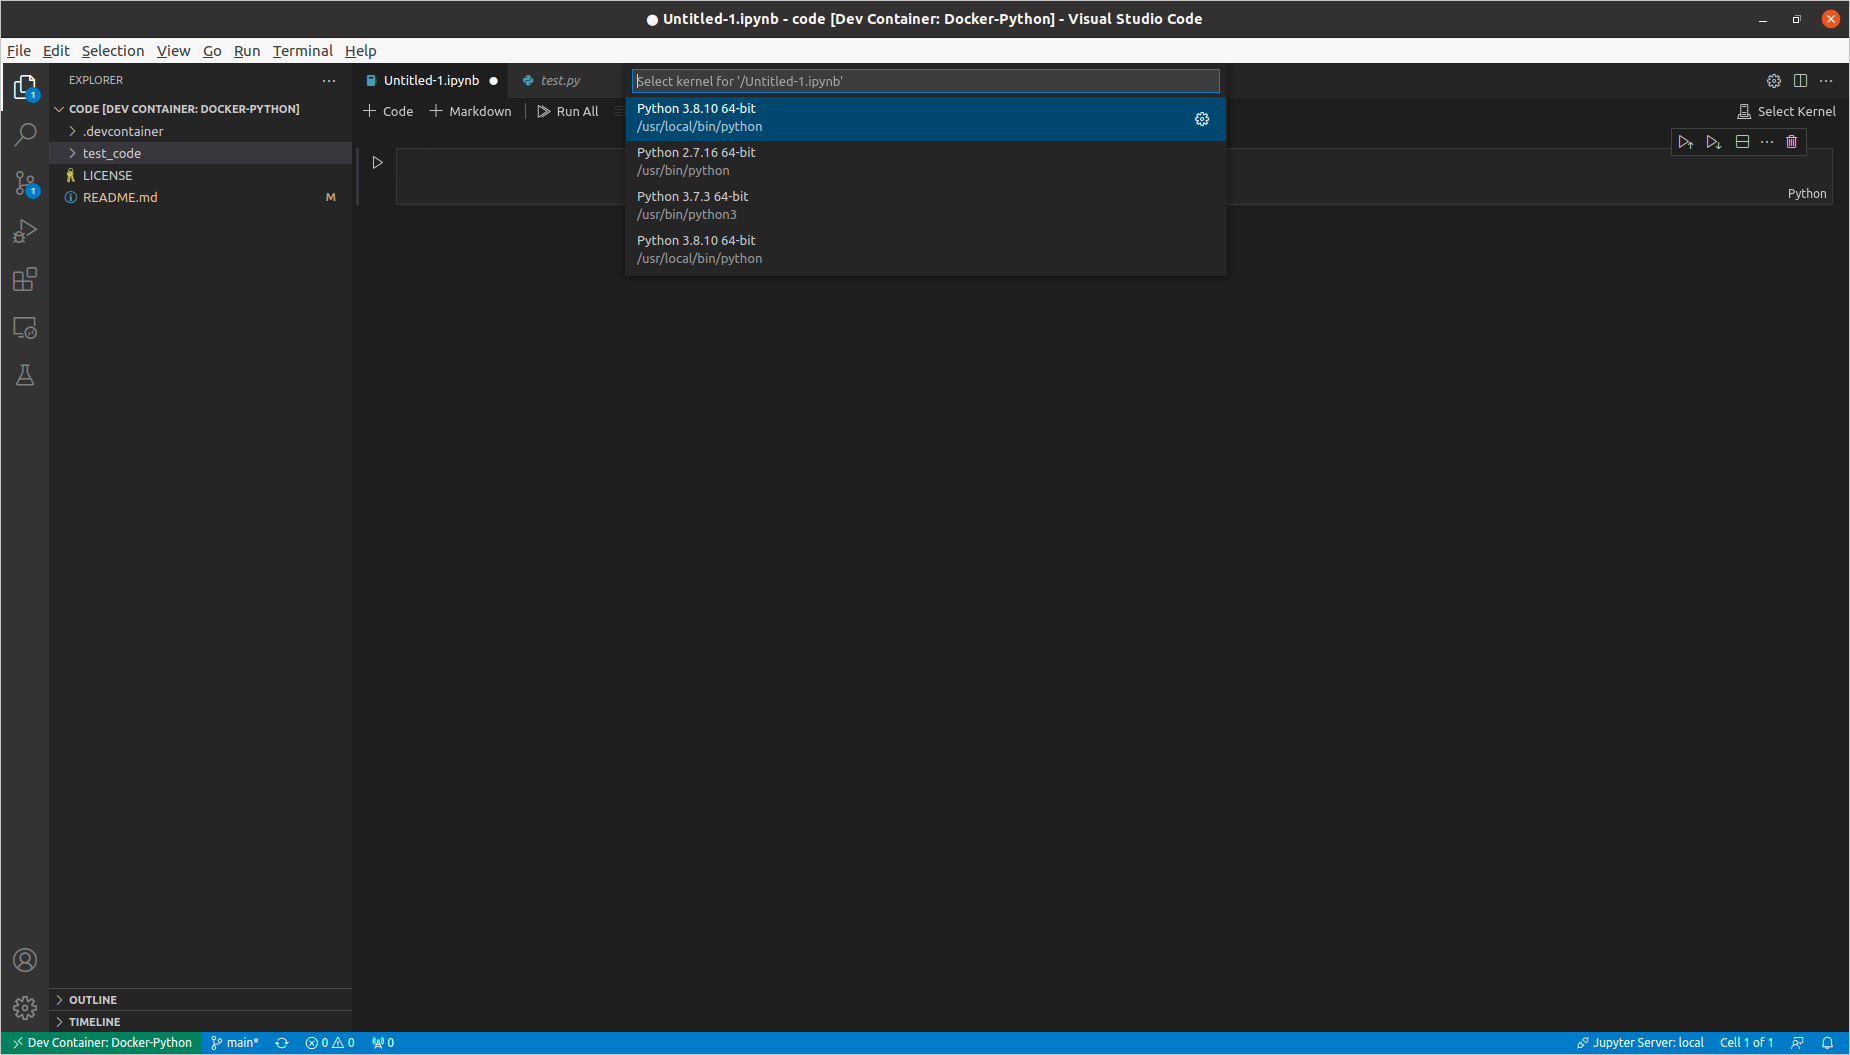 Untitled-1.ipynb - code [Dev Container: Docker-Python] - Visual Studio Code
File Edit Selection View Go Run Terminal Help
EXPLORER
CODE [DEV CONTAINER: DOCKER-PYTHON]
.devcontainer
test_code
LICENSE
README.md M
1
1
Untitled-1.ipynb
test.py
Select kernel for '/Untitled-1.ipynb'
Code Markdown Run All
Select Kernel
Python 3.8.10 64-bit
/usr/local/bin/python
Python 2.7.16 64-bit
/usr/bin/python
Python 3.7.3 64-bit
/usr/bin/python3
Python 3.8.10 64-bit
/usr/local/bin/python
Python
OUTLINE
TIMELINE
Dev Container: Docker-Python main* 0 0 0 Jupyter Server: local Cell 1 of 1